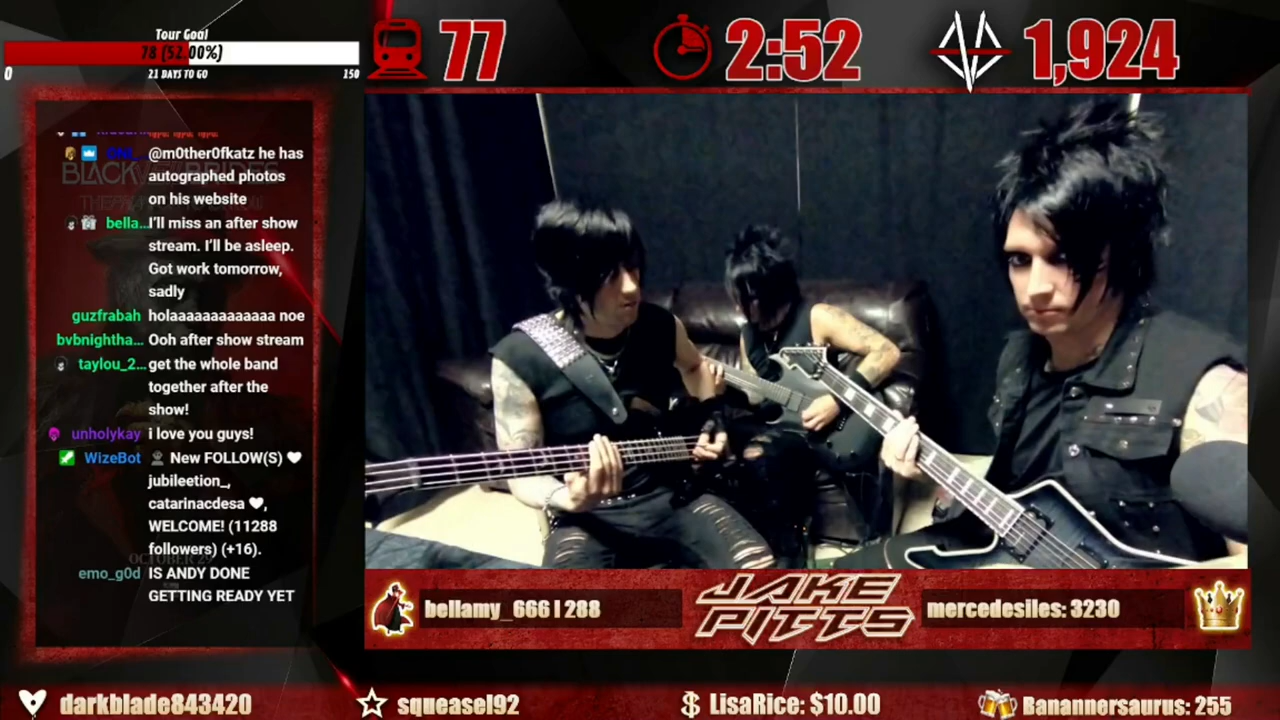 Tour Goal
78 (52.00%)
0 21 DAYS TO GO 150
77
2:52
1,924
@m0ther0fkatz he has
autographed photos
on his website
bella... I'll miss an after show
stream. I'll be asleep.
Got work tomorrow,
sadly
guzfrabah holaaaaaaaaaaaaa noe
bvbnightha... Ooh after show stream
taylou_2... get the whole band
together after the
show!
unholykay i love you guys!
WizeBot New FOLLOW(S) ♥
jubileetion_,
catarinacdesa ♥,
WELCOME! (11288
followers) (+16).
emo_g0d IS ANDY DONE
GETTING READY YET
bellamy_666 | 288
JAKE
PITTS
mercedesiles: 3230
darkblade843420
squeasel92
LisaRice: $10.00
Banannersaurus: 255